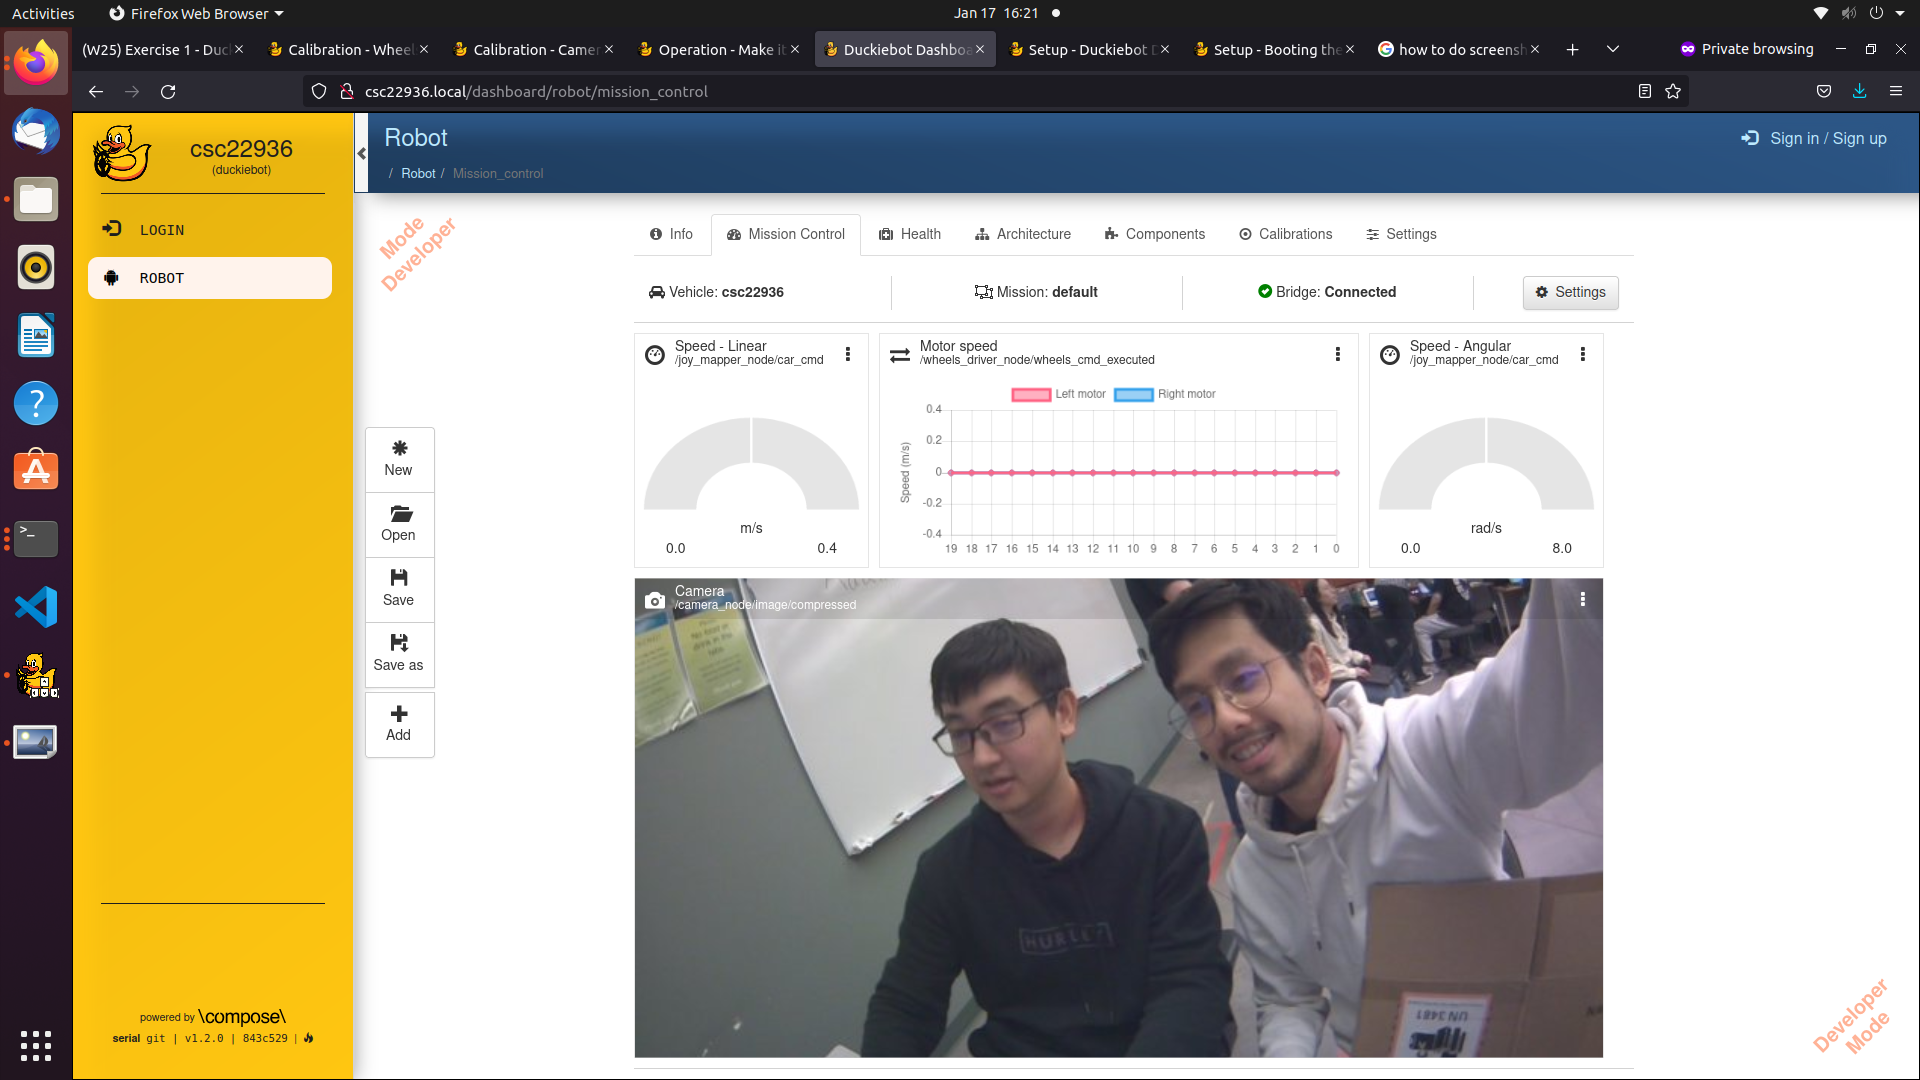 Activities
Firefox Web Browser
Jan 17 16:21
(W25) Exercise 1 - Duc
Calibration - Wheel
Calibration - Camer
Operation - Make it
Duckiebot Dashboa
Setup - Duckiebot D
Setup - Booting the
how to do screensh
Private browsing
csc22936.local/dashboard/robot/mission_control
csc22936
(duckiebot)
LOGIN
ROBOT
powered by \compose\
serial git | v1.2.0 | 843c529 |
Robot
/ Robot / Mission_control
Sign in / Sign up
Mode
Developer
Info
Mission Control
Health
Architecture
Components
Calibrations
Settings
Vehicle: csc22936
Mission: default
Bridge: Connected
Settings
New
Open
Save
Save as
Add
Speed - Linear
/joy_mapper_node/car_cmd
m/s
0.0 0.4
Motor speed
/wheels_driver_node/wheels_cmd_executed
Left motor Right motor
Speed (m/s)
0.4
0.2
0
-0.2
-0.4
19 18 17 16 15 14 13 12 11 10 9 8 7 6 5 4 3 2 1 0
Speed - Angular
/joy_mapper_node/car_cmd
rad/s
0.0 8.0
Camera
/camera_node/image/compressed
HURLEY
UN 3481
Developer
Mode